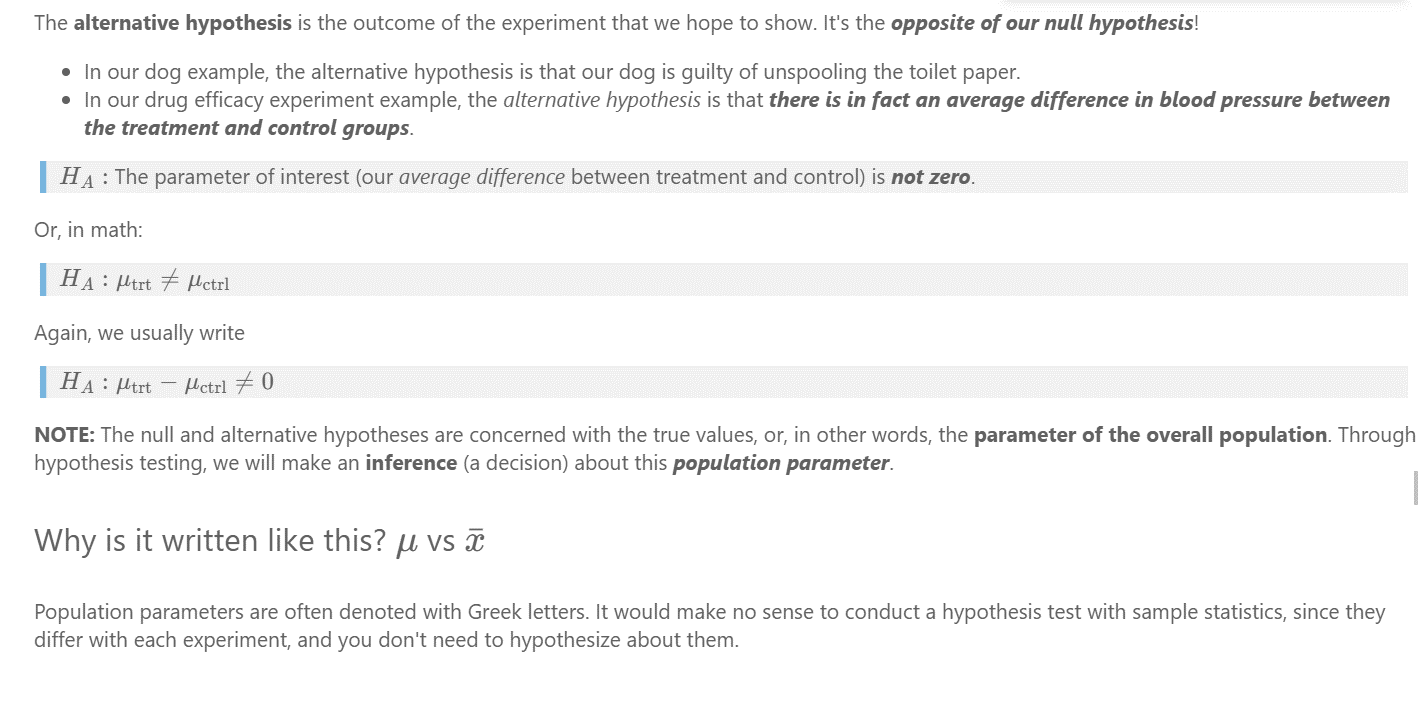 The alternative hypothesis is the outcome of the experiment that we hope to show. It's the opposite of our null hypothesis!
• In our dog example, the alternative hypothesis is that our dog is guilty of unspooling the toilet paper.
• In our drug efficacy experiment example, the alternative hypothesis is that there is in fact an average difference in blood pressure between
the treatment and control groups.
H_A : The parameter of interest (our average difference between treatment and control) is not zero.
Or, in math:
H_A : μ_trt ≠ μ_ctrl
Again, we usually write
H_A : μ_trt − μ_ctrl ≠ 0
NOTE: The null and alternative hypotheses are concerned with the true values, or, in other words, the parameter of the overall population. Through
hypothesis testing, we will make an inference (a decision) about this population parameter.
Why is it written like this? μ vs x̄
Population parameters are often denoted with Greek letters. It would make no sense to conduct a hypothesis test with sample statistics, since they
differ with each experiment, and you don't need to hypothesize about them.